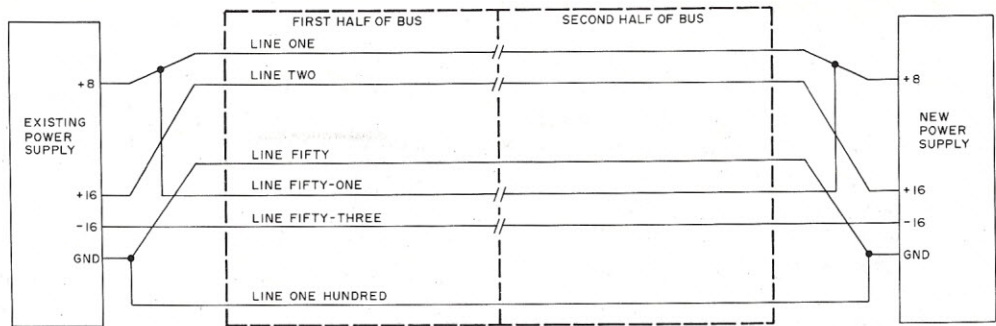 FIRST HALF OF BUS
SECOND HALF OF BUS
LINE ONE
+8
+8
LINE TWO
EXISTING
POWER
SUPPLY
NEW
POWER
SUPPLY
LINE FIFTY
+16
LINE FIFTY-ONE
+16
-16
LINE FIFTY-THREE
-16
GND
GND
LINE ONE HUNDRED